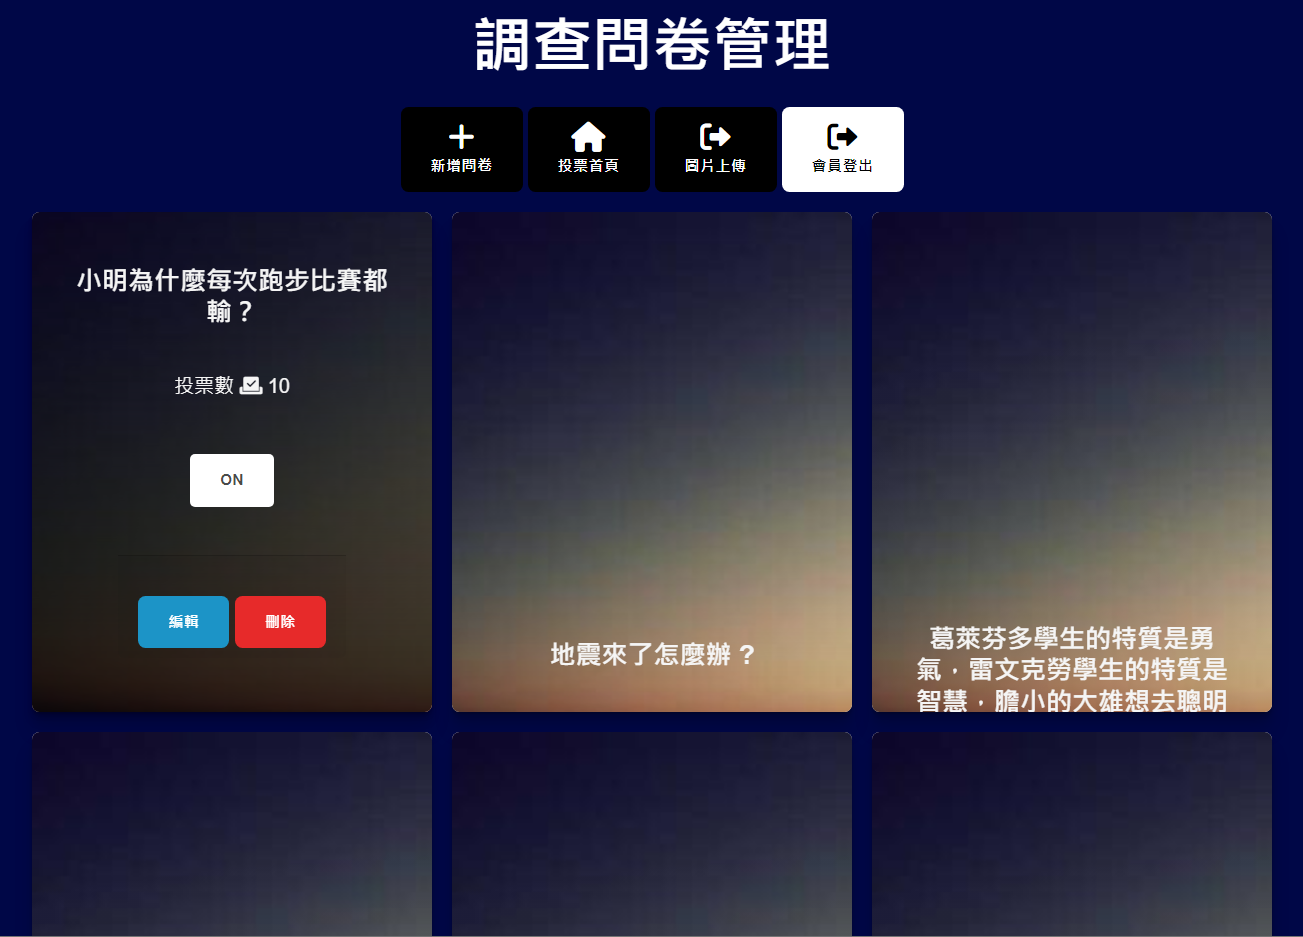 調查問卷管理
新增問卷
投票首頁
圖片上傳
會員登出
小明為什麼每次跑步比賽都
輸？
投票數 10
ON
編輯
刪除
地震來了怎麼辦？
葛萊芬多學生的特質是勇
氣，雷文克勞學生的特質是
智慧，膽小的大雄想去聰明